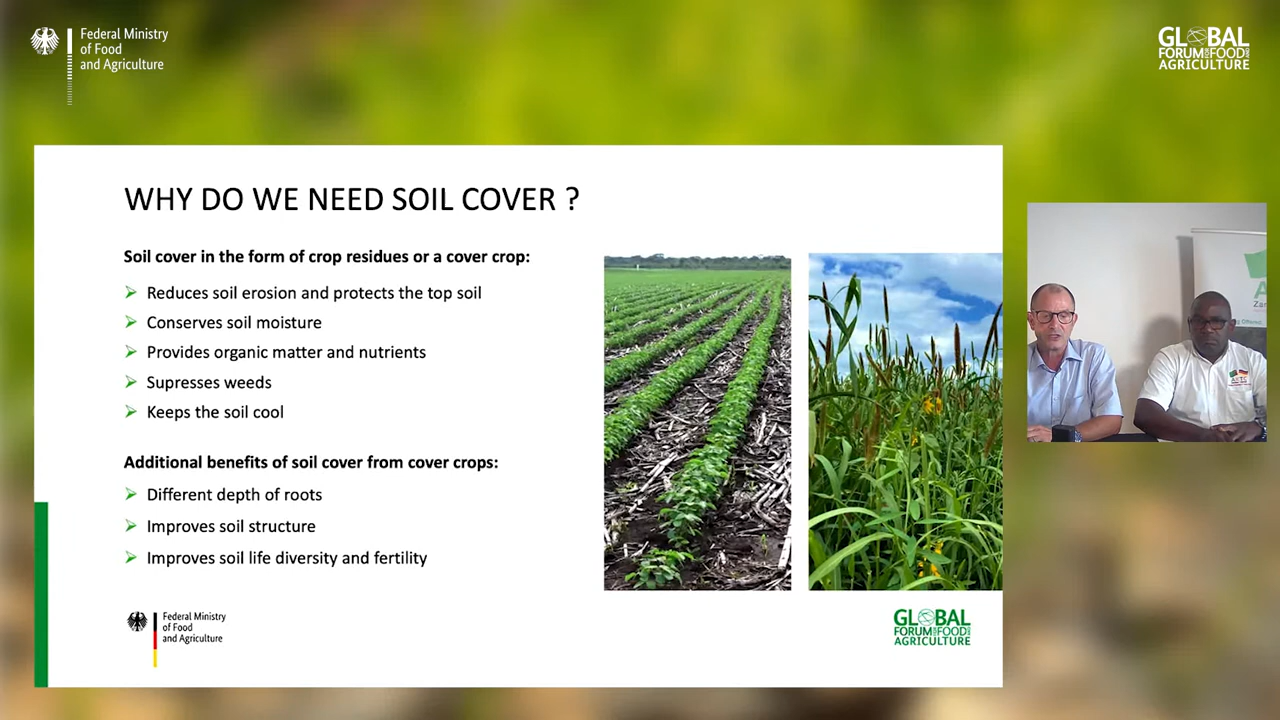 Federal Ministry
of Food
and Agriculture
GLOBAL
FORUM FOR FOOD AND
AGRICULTURE
WHY DO WE NEED SOIL COVER ?
Soil cover in the form of crop residues or a cover crop:
Reduces soil erosion and protects the top soil
Conserves soil moisture
Provides organic matter and nutrients
Supresses weeds
Keeps the soil cool
Additional benefits of soil cover from cover crops:
Different depth of roots
Improves soil structure
Improves soil life diversity and fertility
Federal Ministry
of Food
and Agriculture
GLOBAL
FORUM FOR FOOD AND
AGRICULTURE